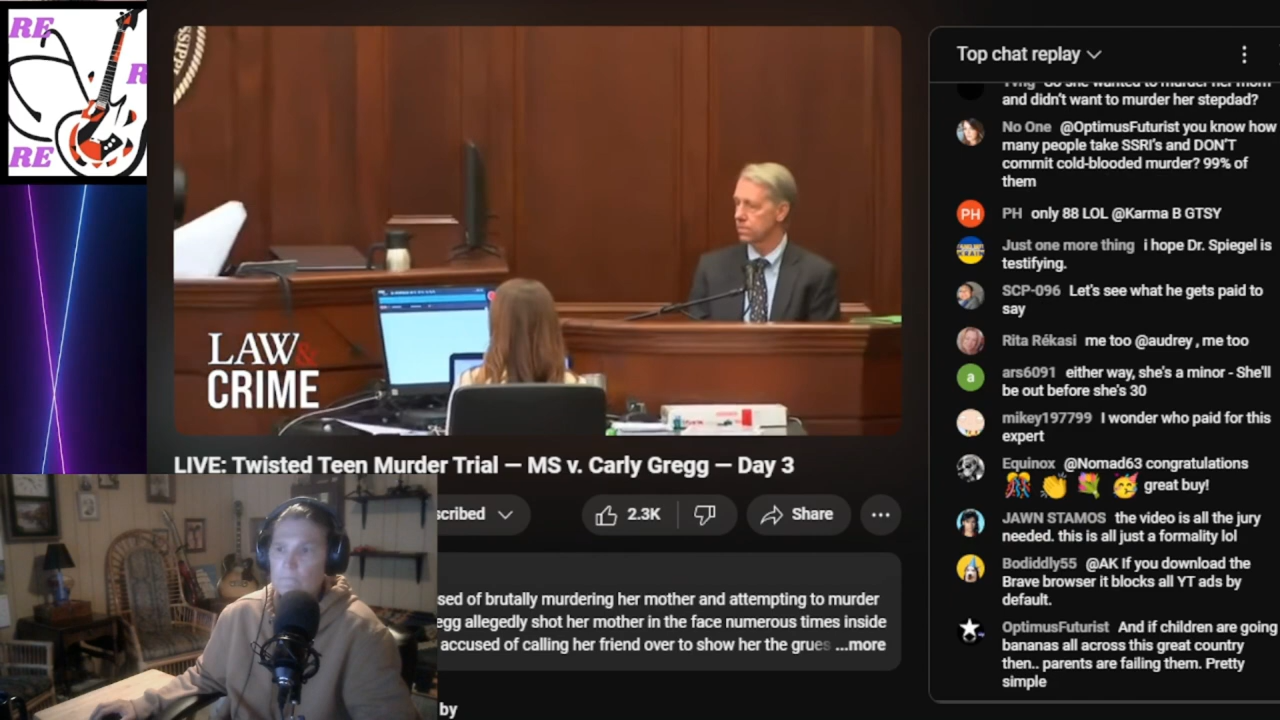 RE
R
RE
SSIPPI
LAW&
CRIME
LIVE: Twisted Teen Murder Trial — MS v. Carly Gregg — Day 3
scribed
2.3K
Share
sed of brutally murdering her mother and attempting to murder
egg allegedly shot her mother in the face numerous times inside
accused of calling her friend over to show her the grues ...more
by
Top chat replay
So she wanted to murder her mom
and didn't want to murder her stepdad?
No One @OptimusFuturist you know how
many people take SSRI's and DON'T
commit cold-blooded murder? 99% of
them
PH PH only 88 LOL @Karma B GTSY
Just one more thing i hope Dr. Spiegel is
testifying.
SCP-096 Let's see what he gets paid to
say
Rita Rékasi me too @audrey , me too
a ars6091 either way, she's a minor - She'll
be out before she's 30
mikey197799 I wonder who paid for this
expert
Equinox @Nomad63 congratulations
great buy!
JAWN STAMOS the video is all the jury
needed. this is all just a formality lol
Bodiddly55 @AK If you download the
Brave browser it blocks all YT ads by
default.
OptimusFuturist And if children are going
bananas all across this great country
then.. parents are failing them. Pretty
simple